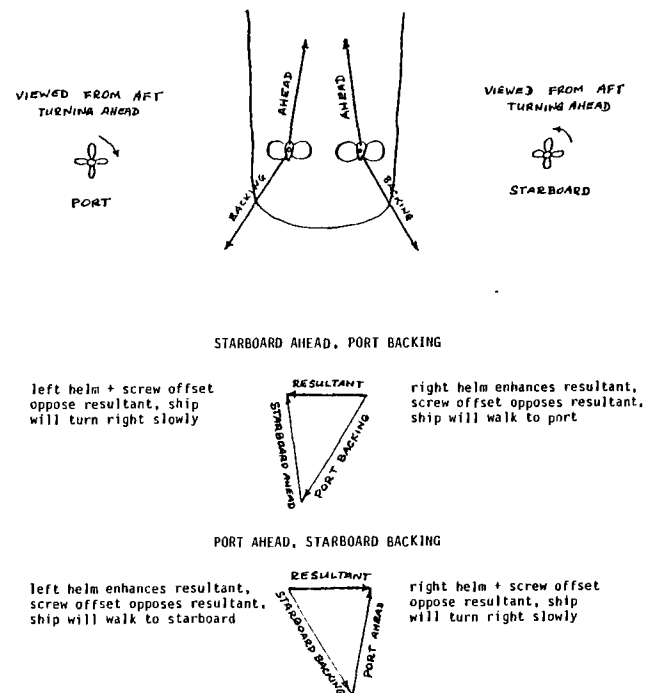 VIEWED FROM AFT
TURNING AHEAD
PORT
AHEAD
AHEAD
BACKING
BACKING
VIEWED FROM AFT
TURNING AHEAD
STARBOARD
STARBOARD AHEAD, PORT BACKING
left helm + screw offset
oppose resultant, ship
will turn right slowly
RESULTANT
STARBOARD AHEAD
PORT BACKING
right helm enhances resultant,
screw offset opposes resultant,
ship will walk to port
PORT AHEAD, STARBOARD BACKING
left helm enhances resultant,
screw offset opposes resultant,
ship will walk to starboard
RESULTANT
STARBOARD BACKING
PORT AHEAD
right helm + screw offset
oppose resultant, ship
will turn right slowly